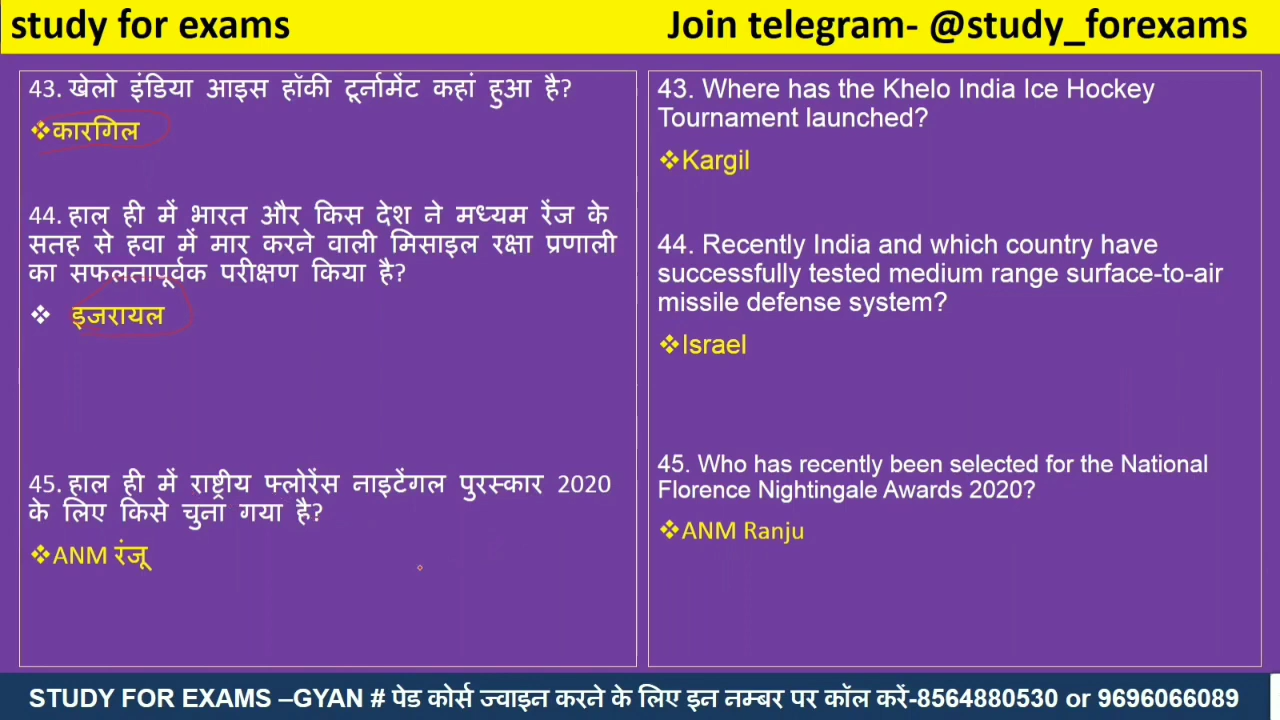 study for exams
Join telegram- @study_forexams
43. खेलो इंडिया आइस हॉकी टूर्नामेंट कहां हुआ है?
❖कारगिल
44. हाल ही में भारत और किस देश ने मध्यम रेंज के
सतह से हवा में मार करने वाली मिसाइल रक्षा प्रणाली
का सफलतापूर्वक परीक्षण किया है?
❖ इजरायल
45. हाल ही में राष्ट्रीय फ्लोरेंस नाइटेंगल पुरस्कार 2020
के लिए किसे चुना गया है?
❖ANM रंजू
43. Where has the Khelo India Ice Hockey
Tournament launched?
❖Kargil
44. Recently India and which country have
successfully tested medium range surface-to-air
missile defense system?
❖Israel
45. Who has recently been selected for the National
Florence Nightingale Awards 2020?
❖ANM Ranju
STUDY FOR EXAMS –GYAN # पेड कोर्स ज्वाइन करने के लिए इन नम्बर पर कॉल करें-8564880530 or 9696066089